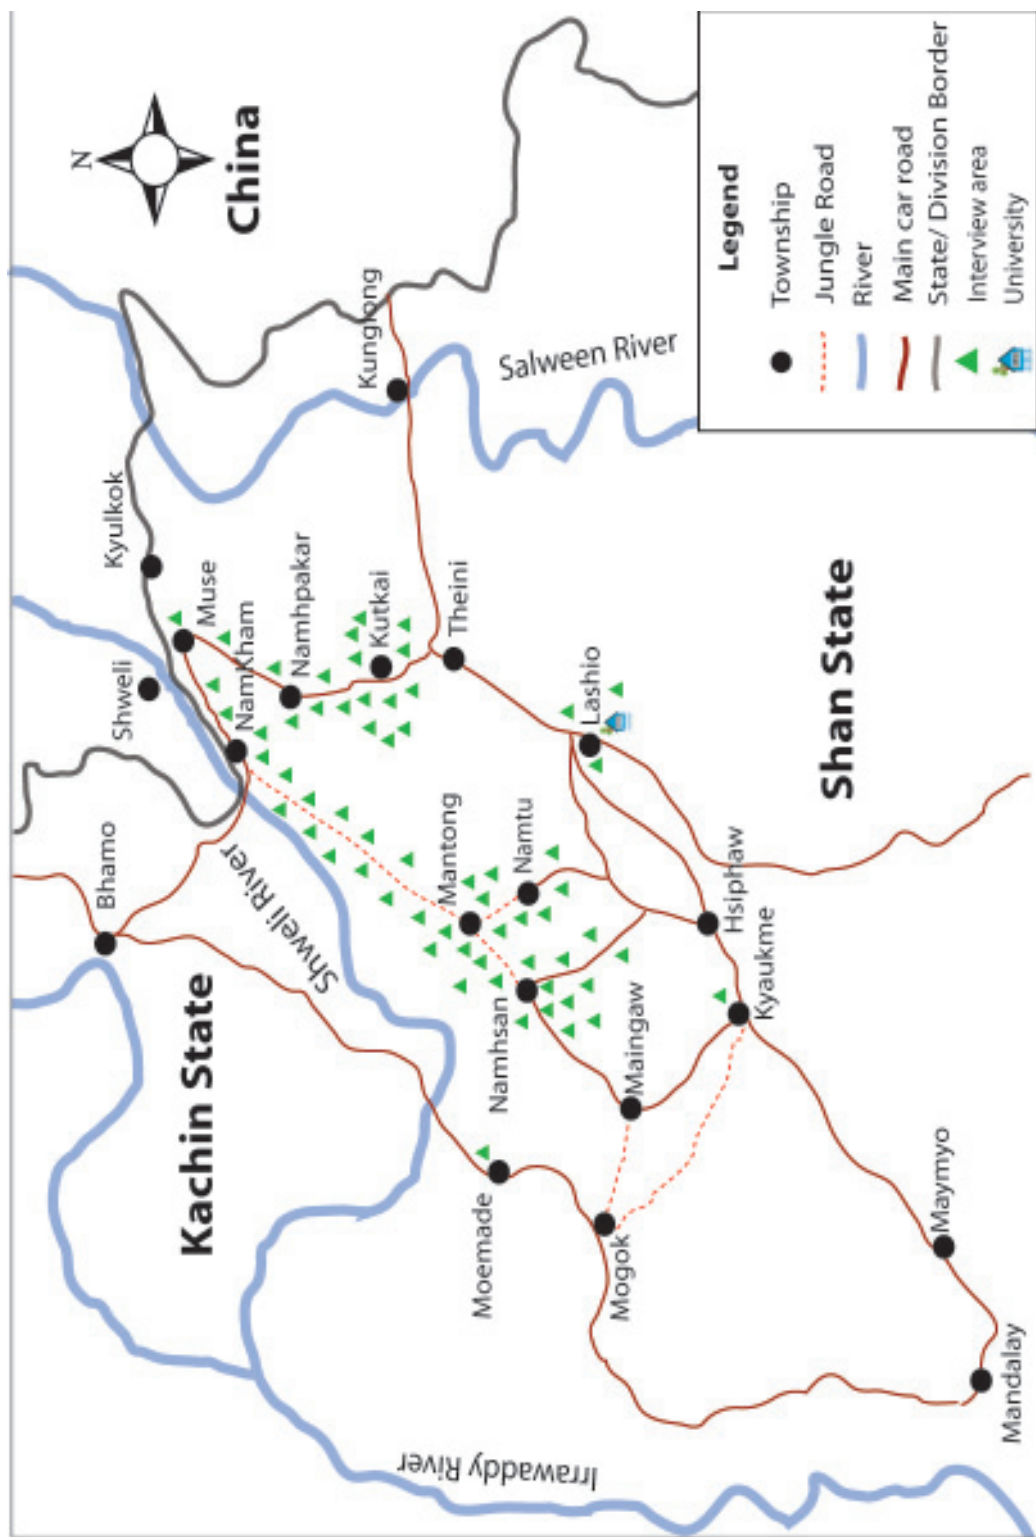 N
China
Kachin State
Shan State
Bhamo
Shweli
Kyulkok
Muse
NamKham
Namhpakar
Kutkai
Kunglong
Theini
Salween River
Shweli River
Lashio
Mantong
Namtu
Namhsan
Hsiphaw
Kyaukme
Maingaw
Moemade
Mogok
Maymyo
Mandalay
Irrawaddy River
Legend
Township
Jungle Road
River
Main car road
State/ Division Border
Interview area
University